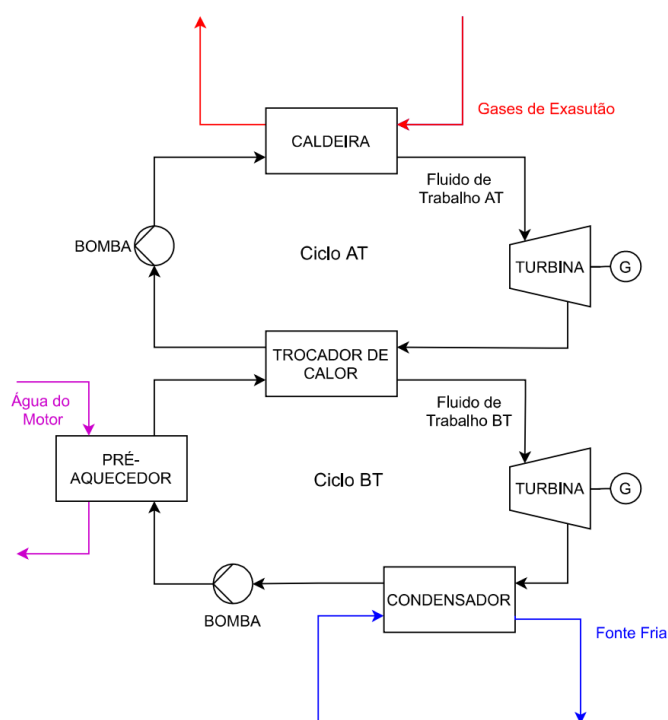 Gases de Exasutão
CALDEIRA
Fluido de
Trabalho AT
BOMBA
Ciclo AT
TURBINA
G
TROCADOR DE
CALOR
Água do
Motor
Fluido de
Trabalho BT
PRÉ-
AQUECEDOR
Ciclo BT
TURBINA
G
CONDENSADOR
BOMBA
Fonte Fria